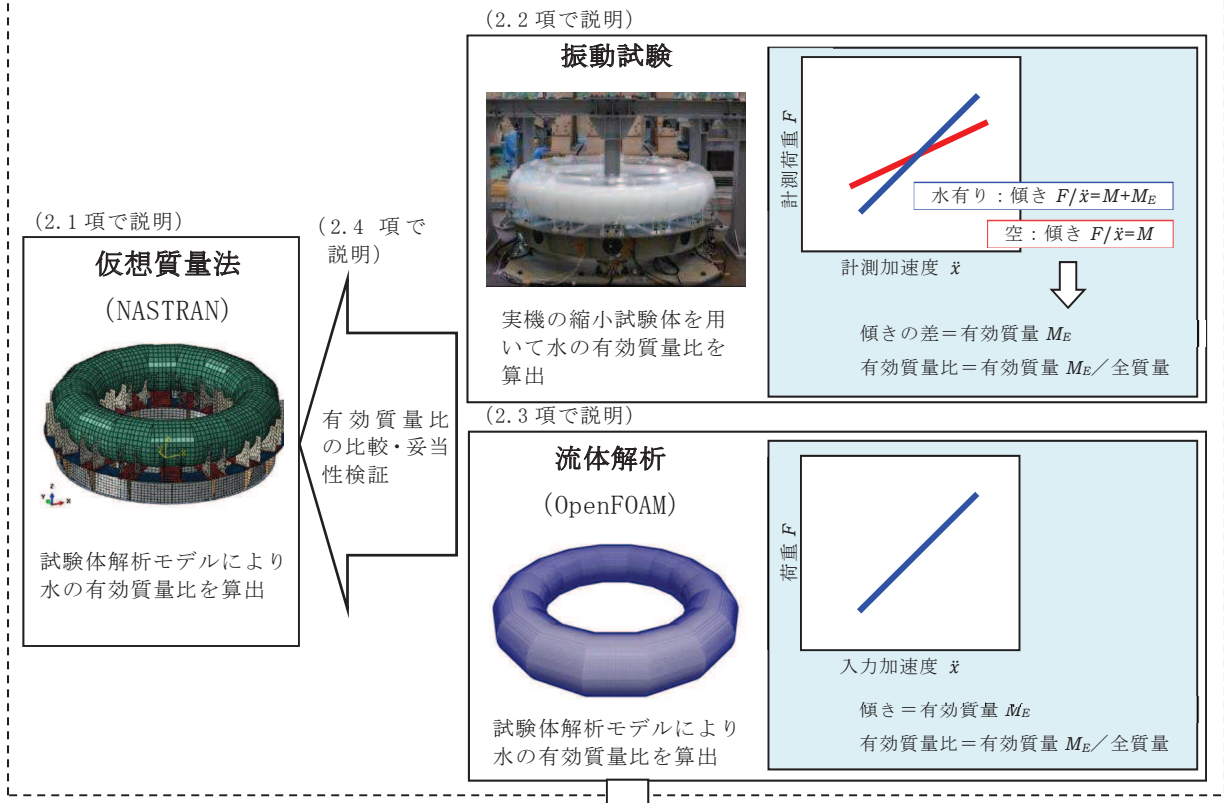 (2.2 項で説明)
振動試験
実機の縮小試験体を用
いて水の有効質量比を
算出
計測荷重 F
水有り：傾き F/ẍ=M+M_E
空：傾き F/ẍ=M
計測加速度 ẍ
傾きの差＝有効質量 M_E
有効質量比＝有効質量 M_E／全質量
(2.1 項で説明)
仮想質量法
(NASTRAN)
Z
Y
X
試験体解析モデルにより
水の有効質量比を算出
(2.4 項で
説明)
有効質量比
の比較・妥当
性検証
(2.3 項で説明)
流体解析
(OpenFOAM)
試験体解析モデルにより
水の有効質量比を算出
荷重 F
入力加速度 ẍ
傾き＝有効質量 M_E
有効質量比＝有効質量 M_E／全質量